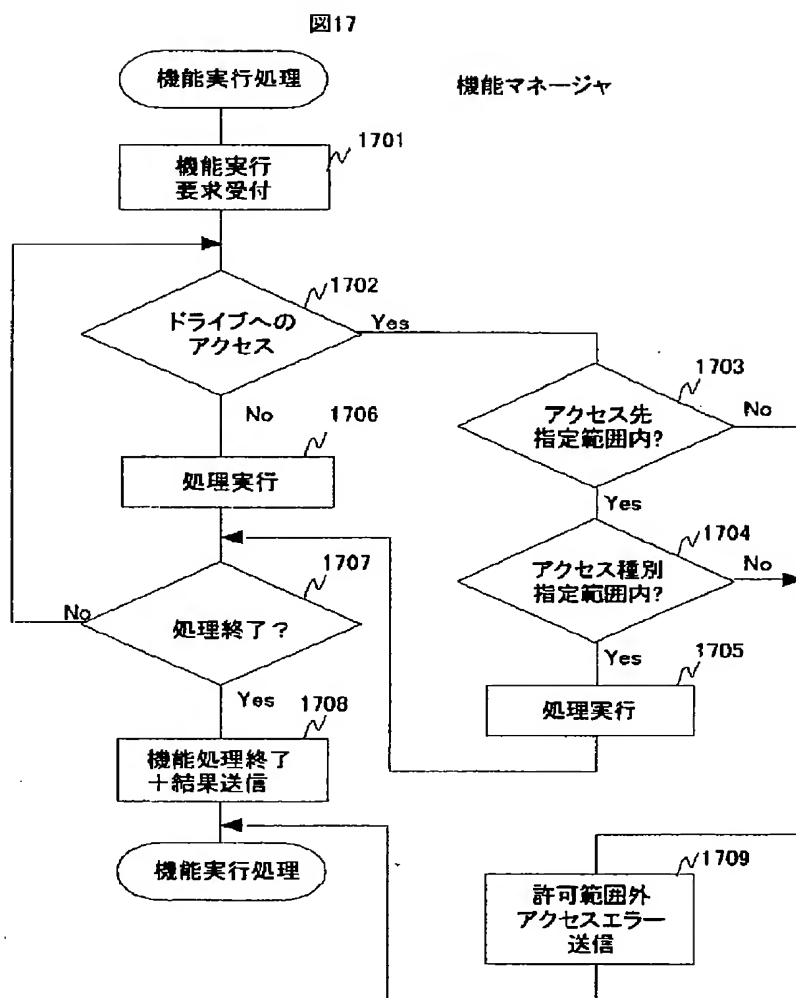 図17
機能実行処理
機能マネージャ
1701
機能実行
要求受付
1702
ドライブへの
アクセス
Yes
No
1703
アクセス先
指定範囲内?
No
Yes
1706
処理実行
1704
アクセス種別
指定範囲内?
No
Yes
1707
処理終了?
No
Yes
1705
処理実行
1708
機能処理終了
+結果送信
機能実行処理
1709
許可範囲外
アクセスエラー
送信